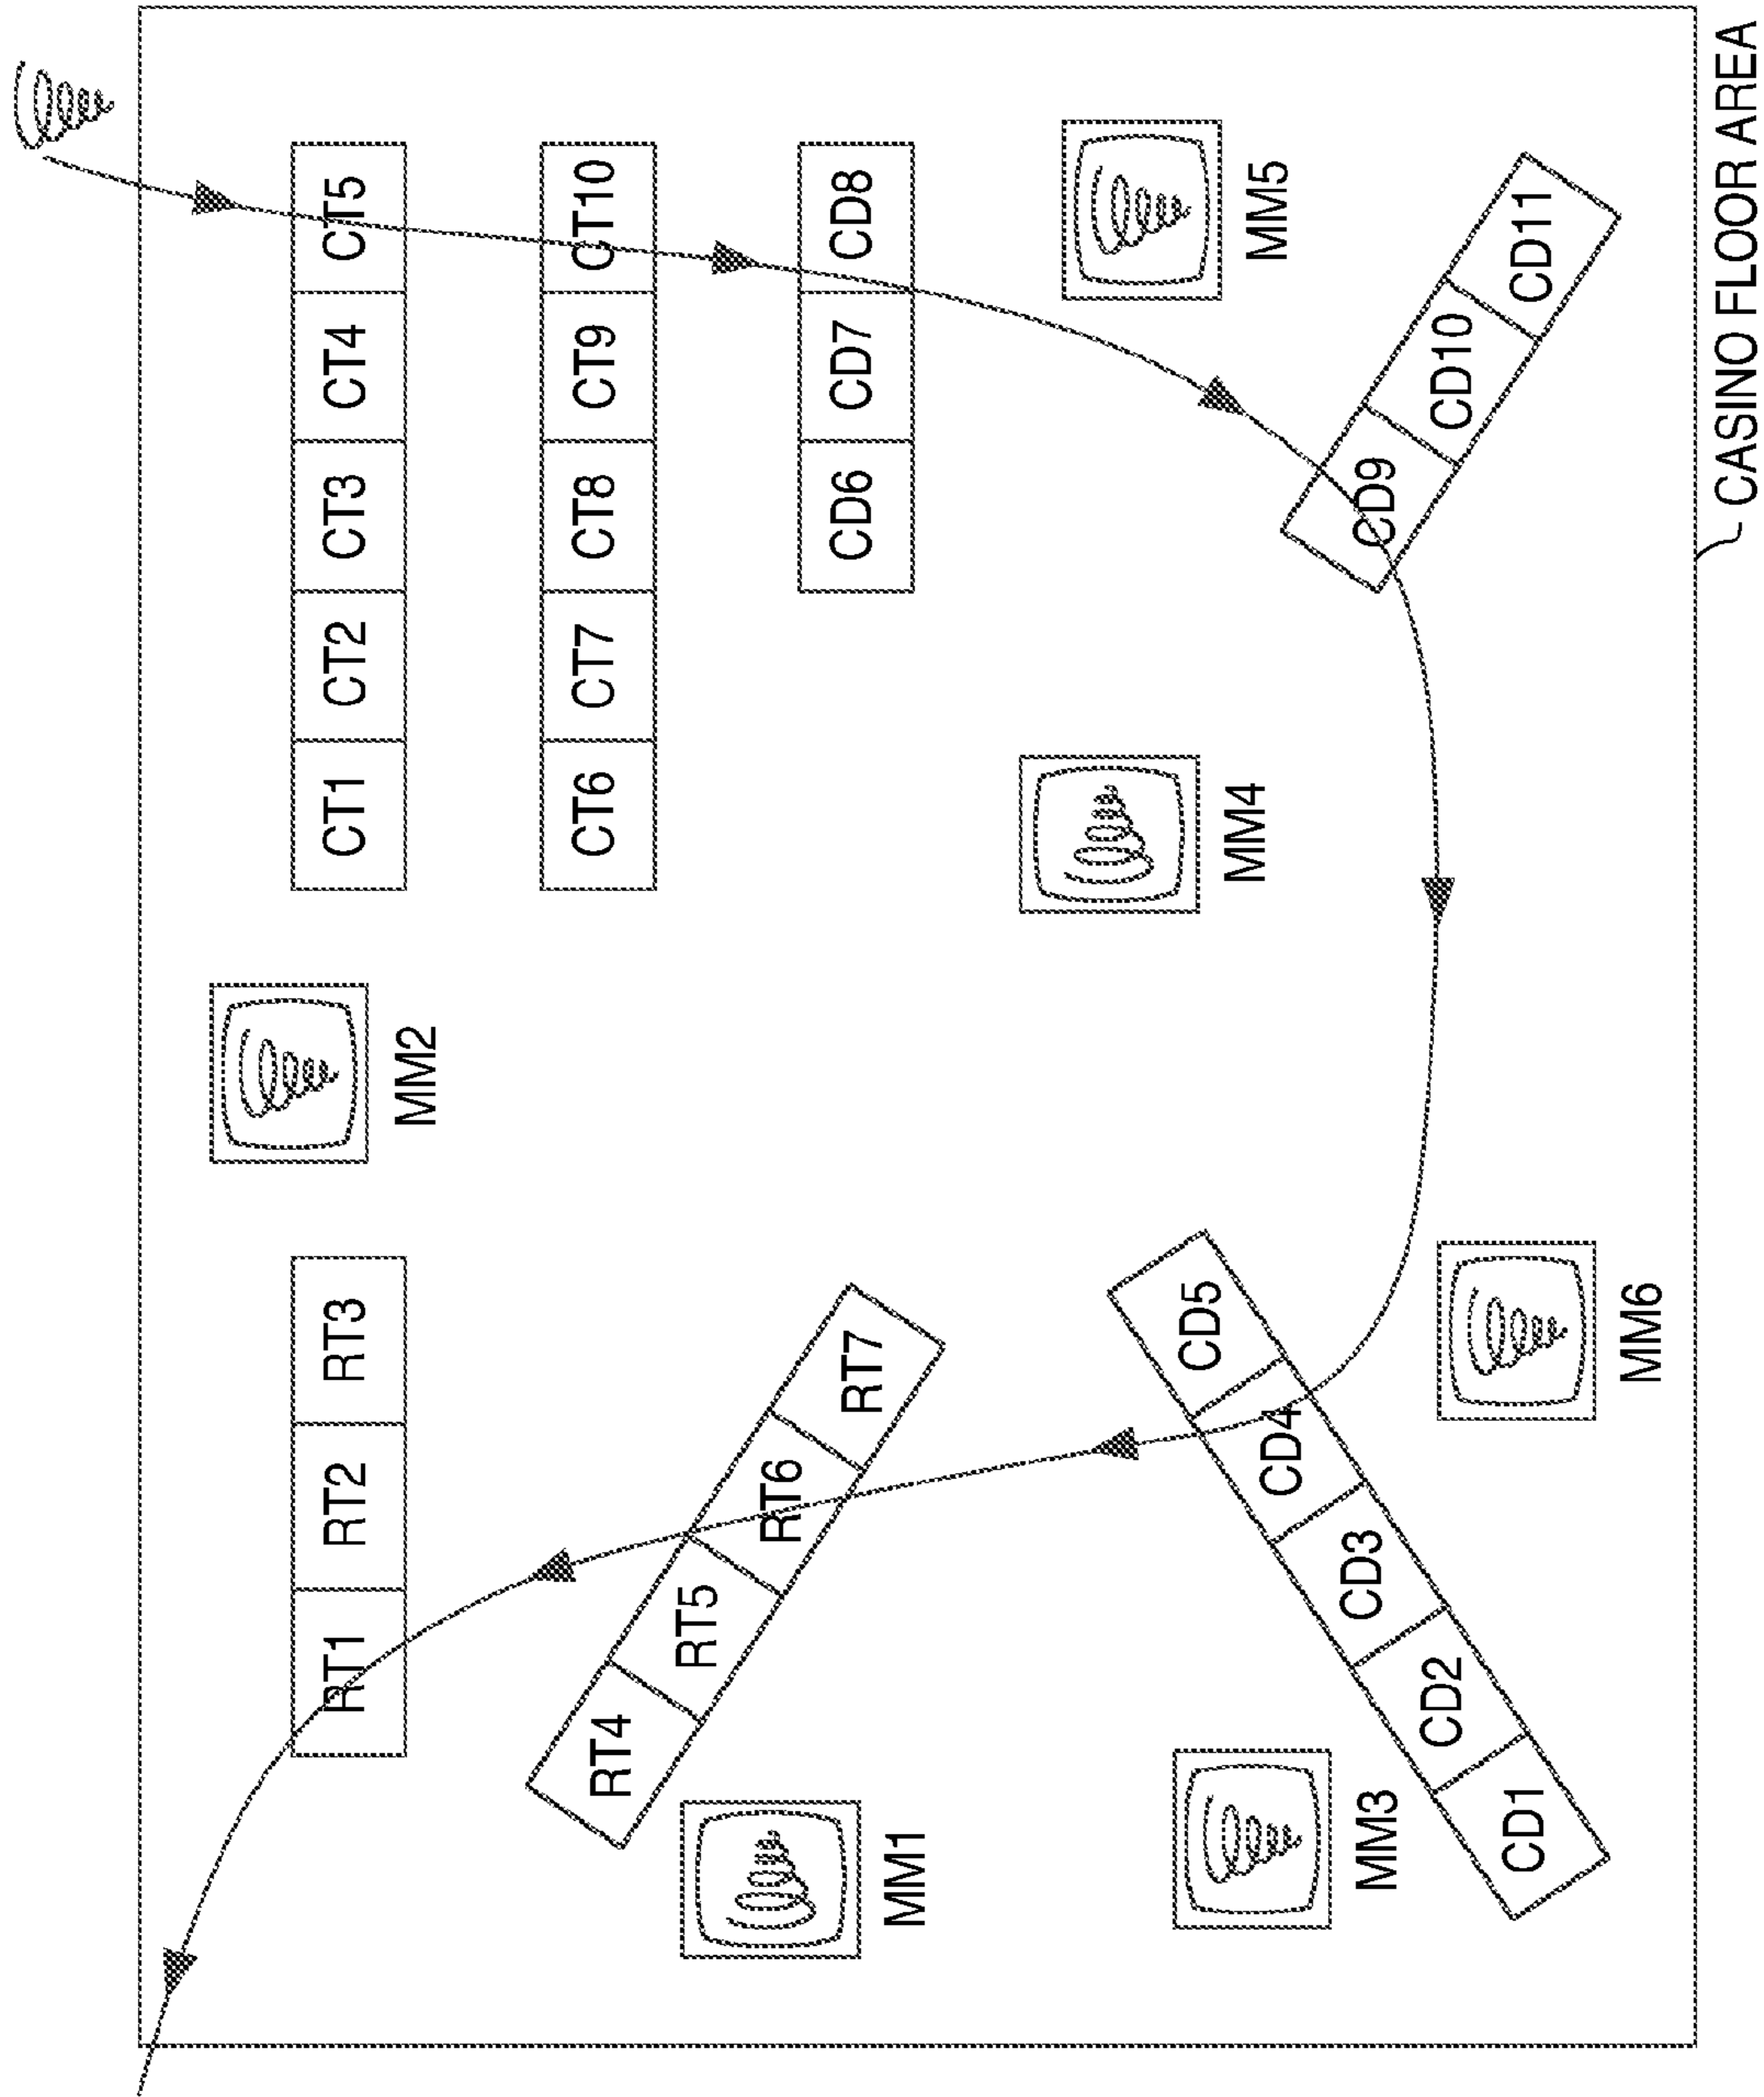 RT1 RT2 RT3
MM2
CT1 CT2 CT3 CT4 CT5
CT6 CT7 CT8 CT9 CT10
CD6 CD7 CD8
RT4 RT5 RT6 RT7
MM1
MM4
MM5
CD1 CD2 CD3 CD4 CD5
MM3
MM6
CD9 CD10 CD11
CASINO FLOOR AREA